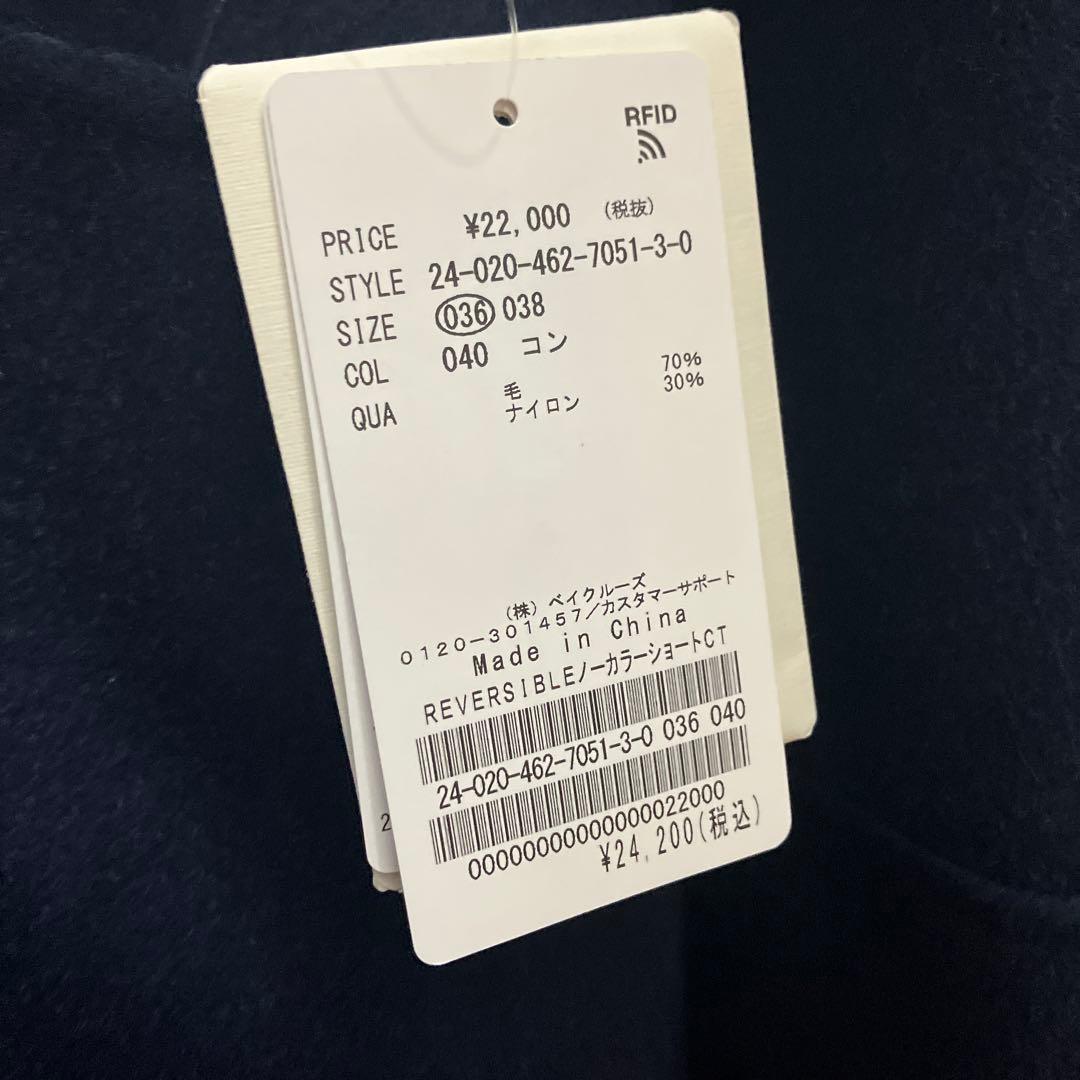 RFID
PRICE ¥22,000 (税抜)
STYLE 24-020-462-7051-3-0
SIZE 036 038
COL 040 コン
QUA 毛 70%
ナイロン 30%
(株) ベイクルーズ
0120-301457/カスタマーサポート
Made in China
REVERSIBLEノーカラーショートCT
24-020-462-7051-3-0 036 040
0000000000000022000
¥24,200(税込)
2